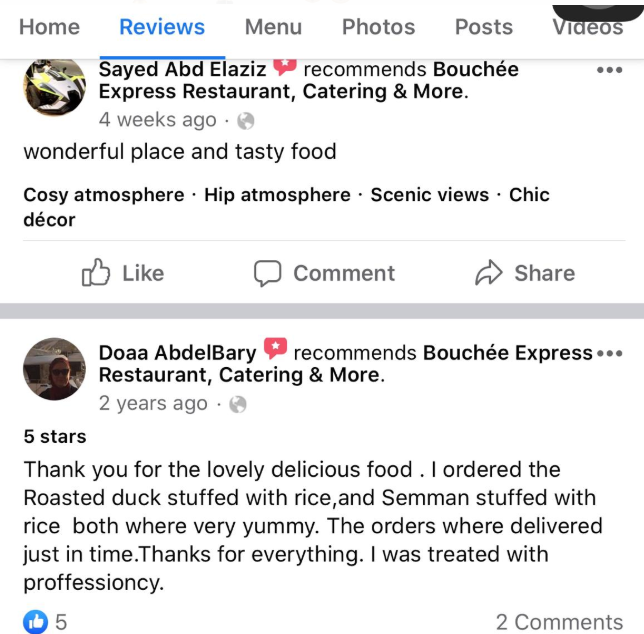 Home Reviews Menu Photos Posts Videos
Sayed Abd Elaziz recommends Bouchée
Express Restaurant, Catering & More.
4 weeks ago ·
wonderful place and tasty food
Cosy atmosphere · Hip atmosphere · Scenic views · Chic
décor
Like Comment Share
Doaa AbdelBary recommends Bouchée Express
Restaurant, Catering & More.
2 years ago ·
5 stars
Thank you for the lovely delicious food . I ordered the
Roasted duck stuffed with rice,and Semman stuffed with
rice  both where very yummy. The orders where delivered
just in time.Thanks for everything. I was treated with
proffessioncy.
5 2 Comments